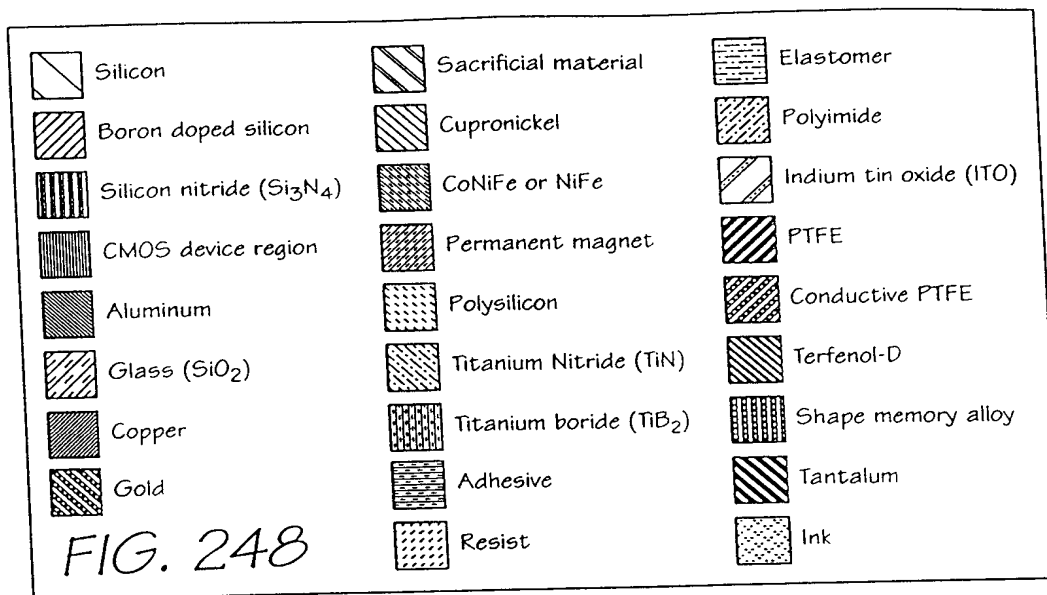 Silicon
Boron doped silicon
Silicon nitride (Si₃N₄)
CMOS device region
Aluminum
Glass (SiO₂)
Copper
Gold
FIG. 248
Sacrificial material
Cupronickel
CoNiFe or NiFe
Permanent magnet
Polysilicon
Titanium Nitride (TiN)
Titanium boride (TiB₂)
Adhesive
Resist
Elastomer
Polyimide
Indium tin oxide (ITO)
PTFE
Conductive PTFE
Terfenol-D
Shape memory alloy
Tantalum
Ink